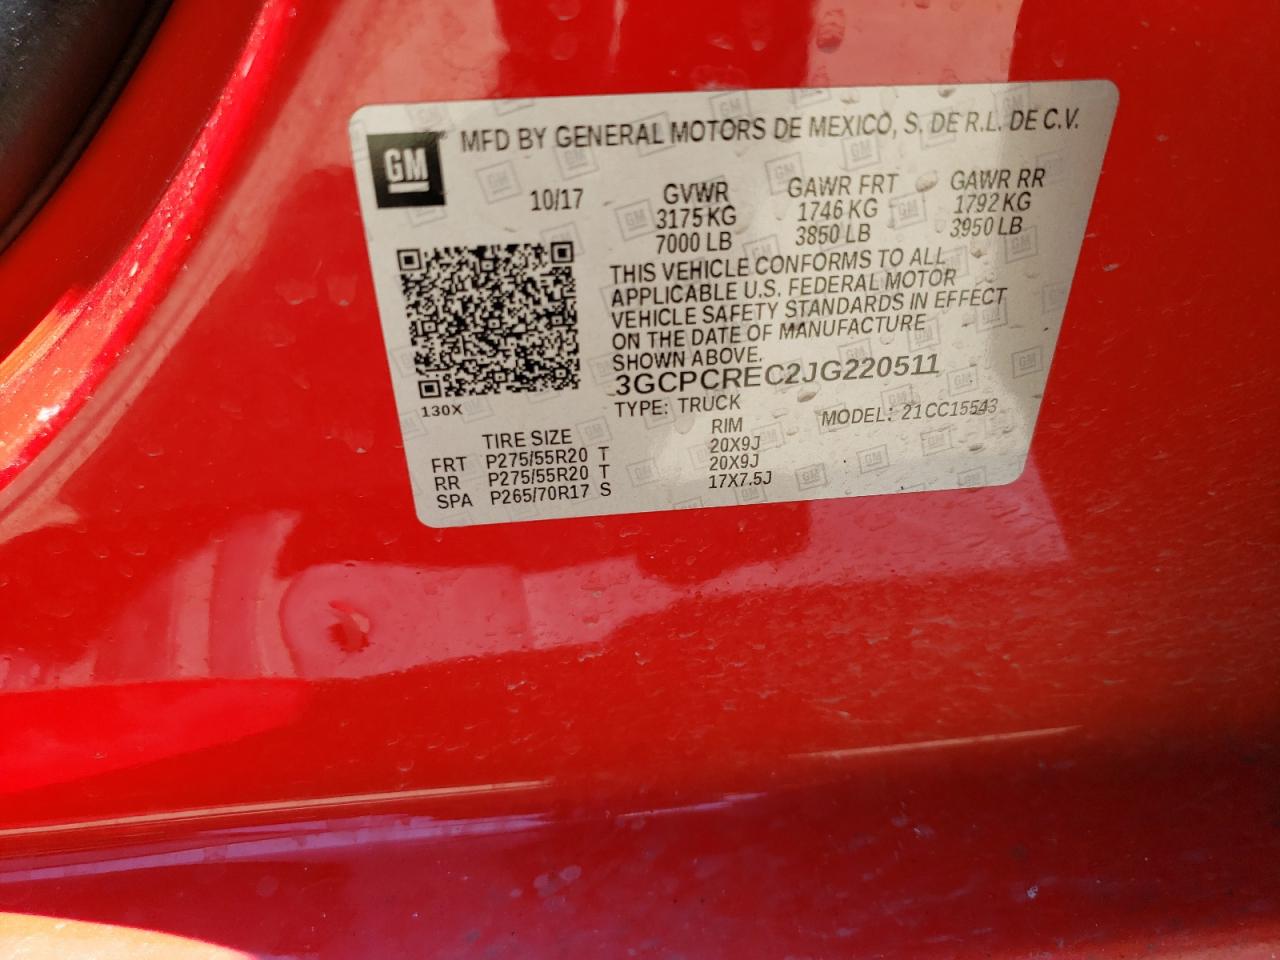 GM
MFD BY GENERAL MOTORS DE MEXICO, S. DE R.L. DE C.V.
10/17
GVWR GAWR FRT GAWR RR
3175 KG 1746 KG 1792 KG
7000 LB 3850 LB 3950 LB
THIS VEHICLE CONFORMS TO ALL
APPLICABLE U.S. FEDERAL MOTOR
VEHICLE SAFETY STANDARDS IN EFFECT
ON THE DATE OF MANUFACTURE
SHOWN ABOVE.
3GCPCREC2JG220511
130X
TYPE: TRUCK MODEL: 21CC15543
TIRE SIZE RIM
FRT P275/55R20 T 20X9J
RR P275/55R20 T 20X9J
SPA P265/70R17 S 17X7.5J